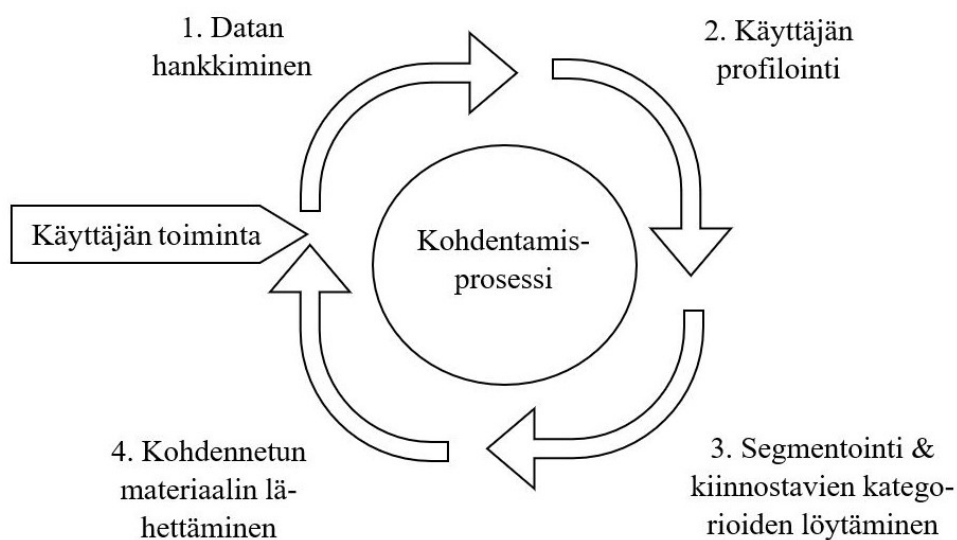 1. Datan
hankkiminen
2. Käyttäjän
profilointi
Käyttäjän toiminta
Kohdentamis-
prosessi
4. Kohdennetun
materiaalin lä-
hettäminen
3. Segmentointi &
kiinnostavien katego-
rioiden löytäminen